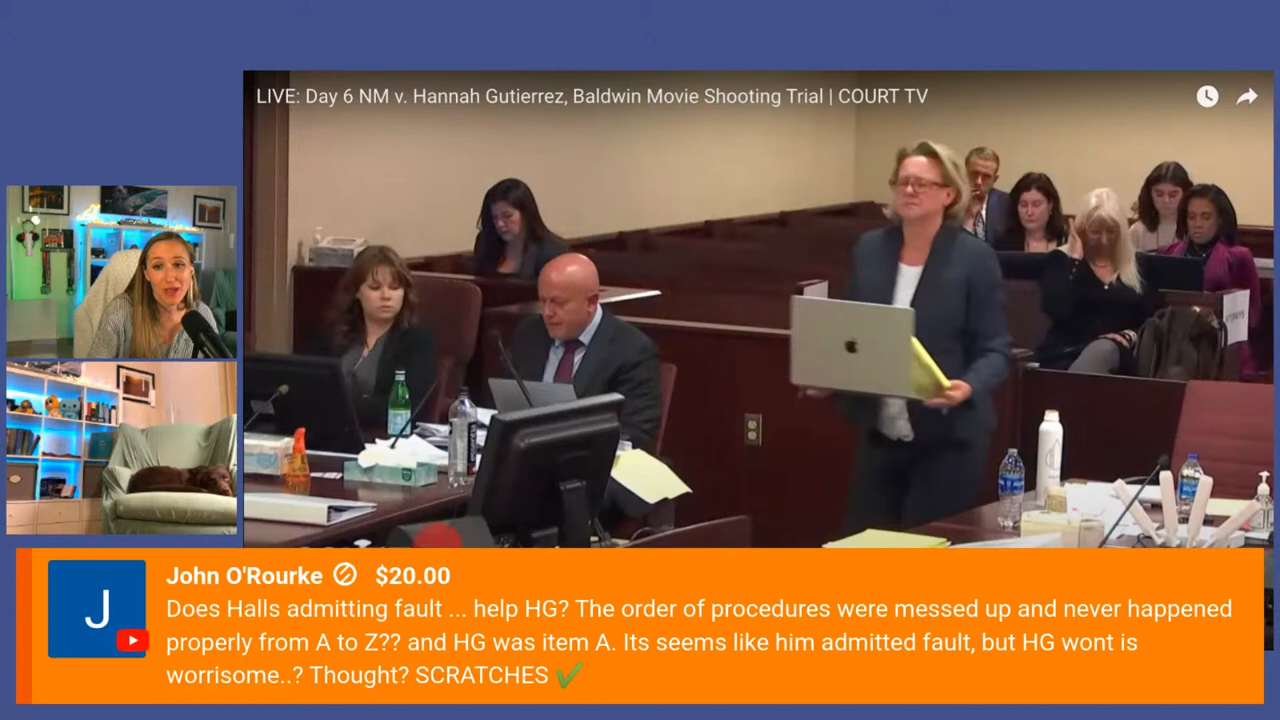 LIVE: Day 6 NM v. Hannah Gutierrez, Baldwin Movie Shooting Trial | COURT TV
J
John O'Rourke $20.00
Does Halls admitting fault ... help HG? The order of procedures were messed up and never happened
properly from A to Z?? and HG was item A. Its seems like him admitted fault, but HG wont is
worrisome..? Thought? SCRATCHES ✔